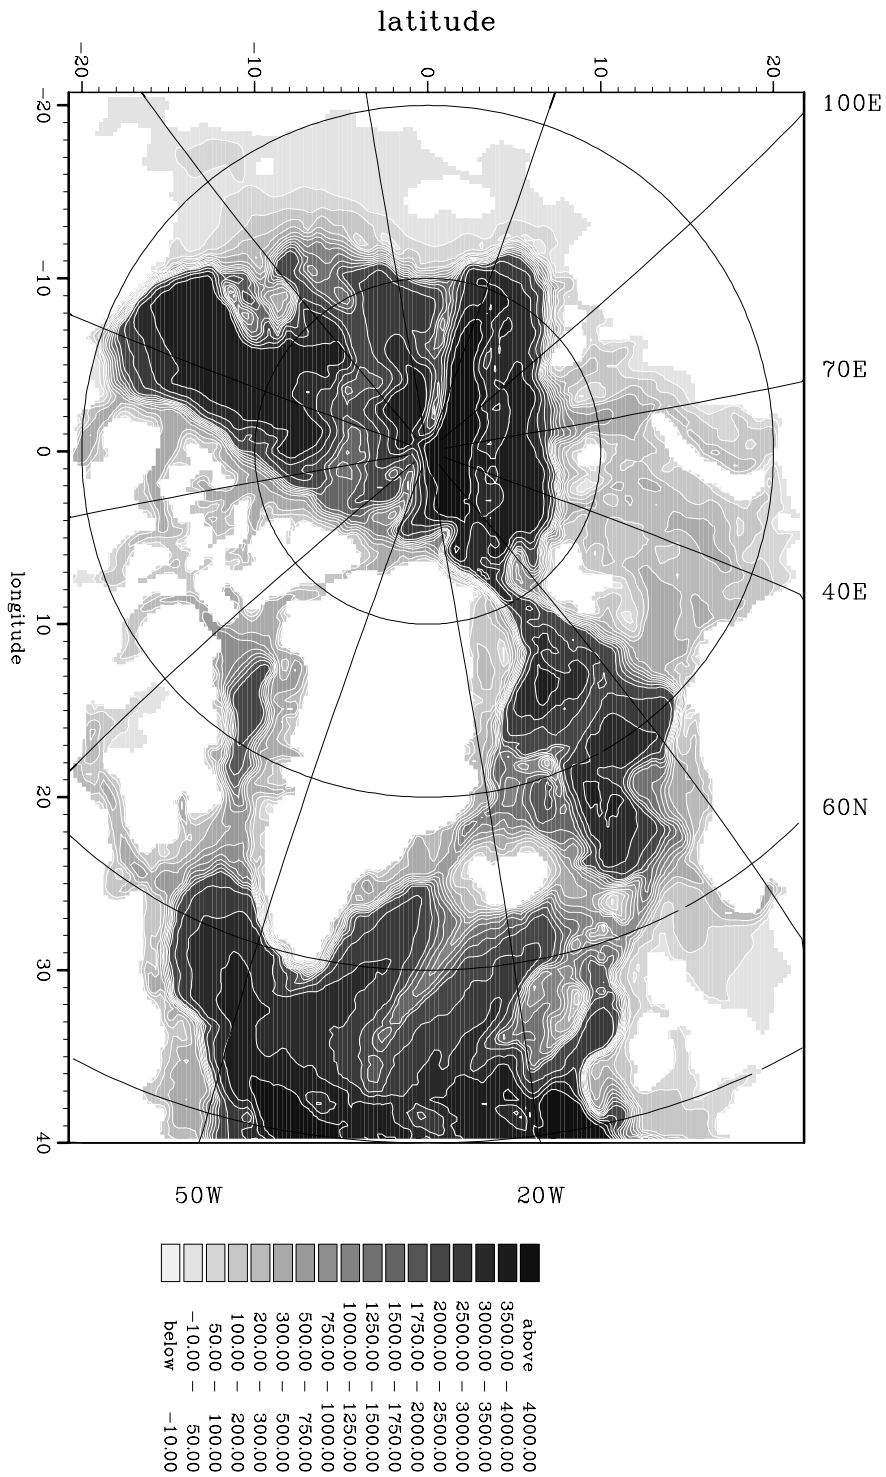 latitude
-20 -10 0 10 20
100E
70E
40E
60N
-20
-10
0
10
20
30
40
longitude
50W
20W
above 4000.00
3500.00 - 4000.00
3000.00 - 3500.00
2500.00 - 3000.00
2000.00 - 2500.00
1750.00 - 2000.00
1500.00 - 1750.00
1250.00 - 1500.00
1000.00 - 1250.00
750.00 - 1000.00
500.00 - 750.00
300.00 - 500.00
200.00 - 300.00
100.00 - 200.00
50.00 - 100.00
-10.00 - 50.00
below -10.00